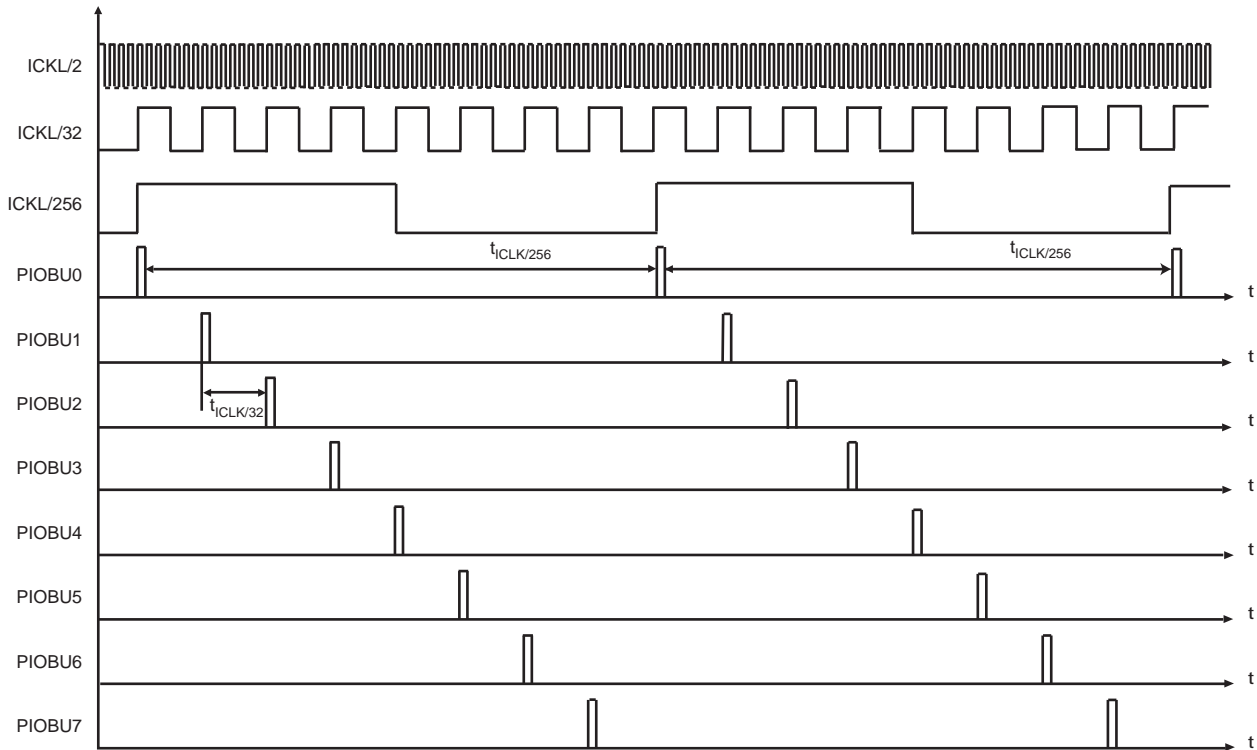 ICKL/2
ICKL/32
ICKL/256
tICLK/256 tICLK/256
PIOBU0 t
PIOBU1 t
tICLK/32
PIOBU2 t
PIOBU3 t
PIOBU4 t
PIOBU5 t
PIOBU6 t
PIOBU7 t